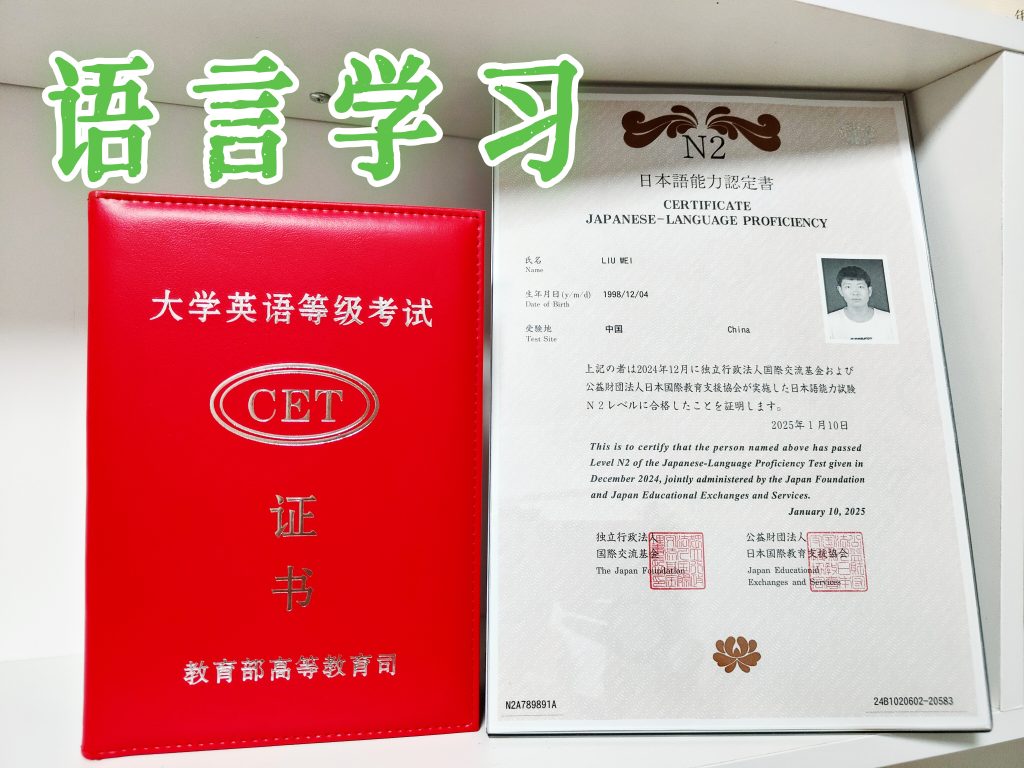 语言学习
大学英语等级考试
CET
证
书
教育部高等教育司
N2
日本語能力認定書
CERTIFICATE
JAPANESE-LANGUAGE PROFICIENCY
氏名 LIU WEI
Name
生年月日(y/m/d) 1998/12/04
Date of Birth
受験地 中国 China
Test Site
上記の者は2024年12月に独立行政法人国際交流基金および
公益財団法人日本国際教育支援協会が実施した日本語能力試験
N2レベルに合格したことを証明します。
2025年1月10日
This is to certify that the person named above has passed
Level N2 of the Japanese-Language Proficiency Test given in
December 2024, jointly administered by the Japan Foundation
and Japan Educational Exchanges and Services.
January 10, 2025
独立行政法人
国際交流基金
The Japan Foundation
公益財団法人
日本国際教育支援協会
Japan Educational
Exchanges and Services
N2A789891A
24B1020602-20583